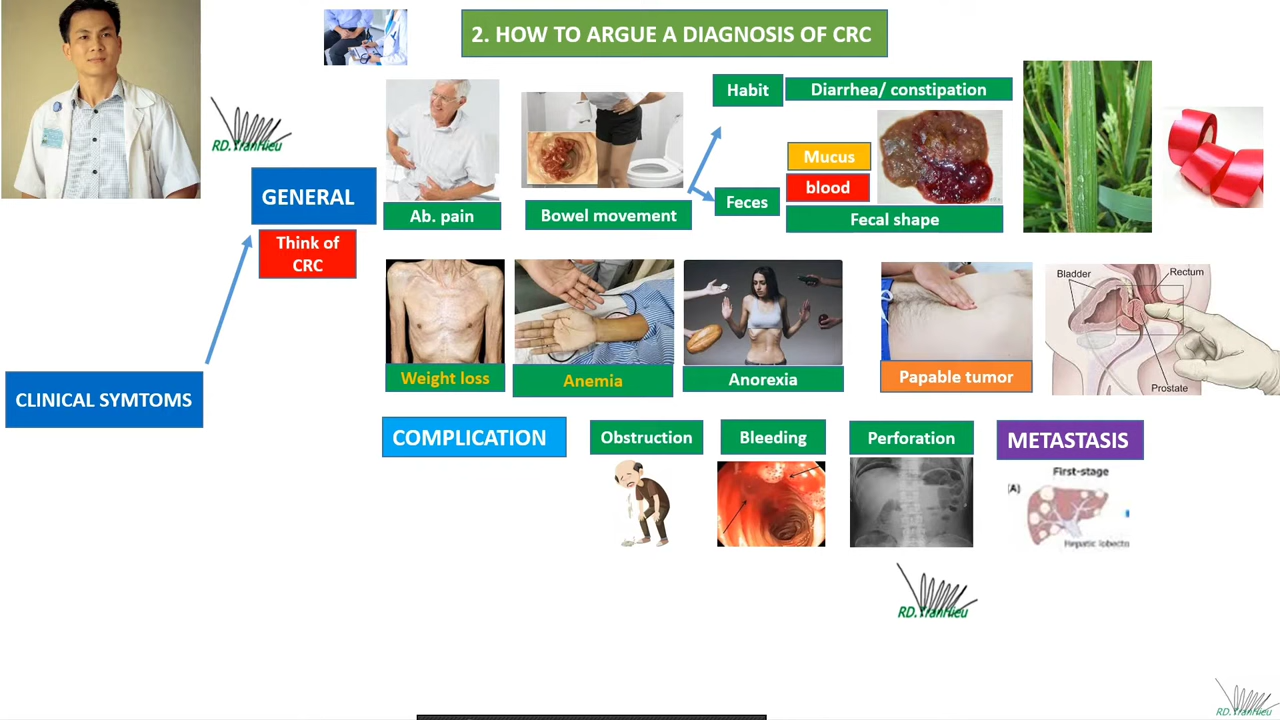 2. HOW TO ARGUE A DIAGNOSIS OF CRC
Habit
Diarrhea/ constipation
RD.TranHieu
Mucus
blood
GENERAL
Feces
Ab. pain
Bowel movement
Fecal shape
Think of
CRC
Bladder
Rectum
Prostate
Weight loss
Anemia
Anorexia
Papable tumor
CLINICAL SYMTOMS
COMPLICATION
Obstruction
Bleeding
Perforation
METASTASIS
First-stage
(A)
Hepatic lobectn
RD.TranHieu
RD.TranHieu